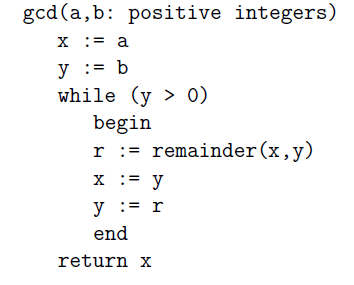 gcd(a,b: positive integers)
x := a
y := b
while (y > 0)
begin
r := remainder(x,y)
x := y
y := r
end
return x